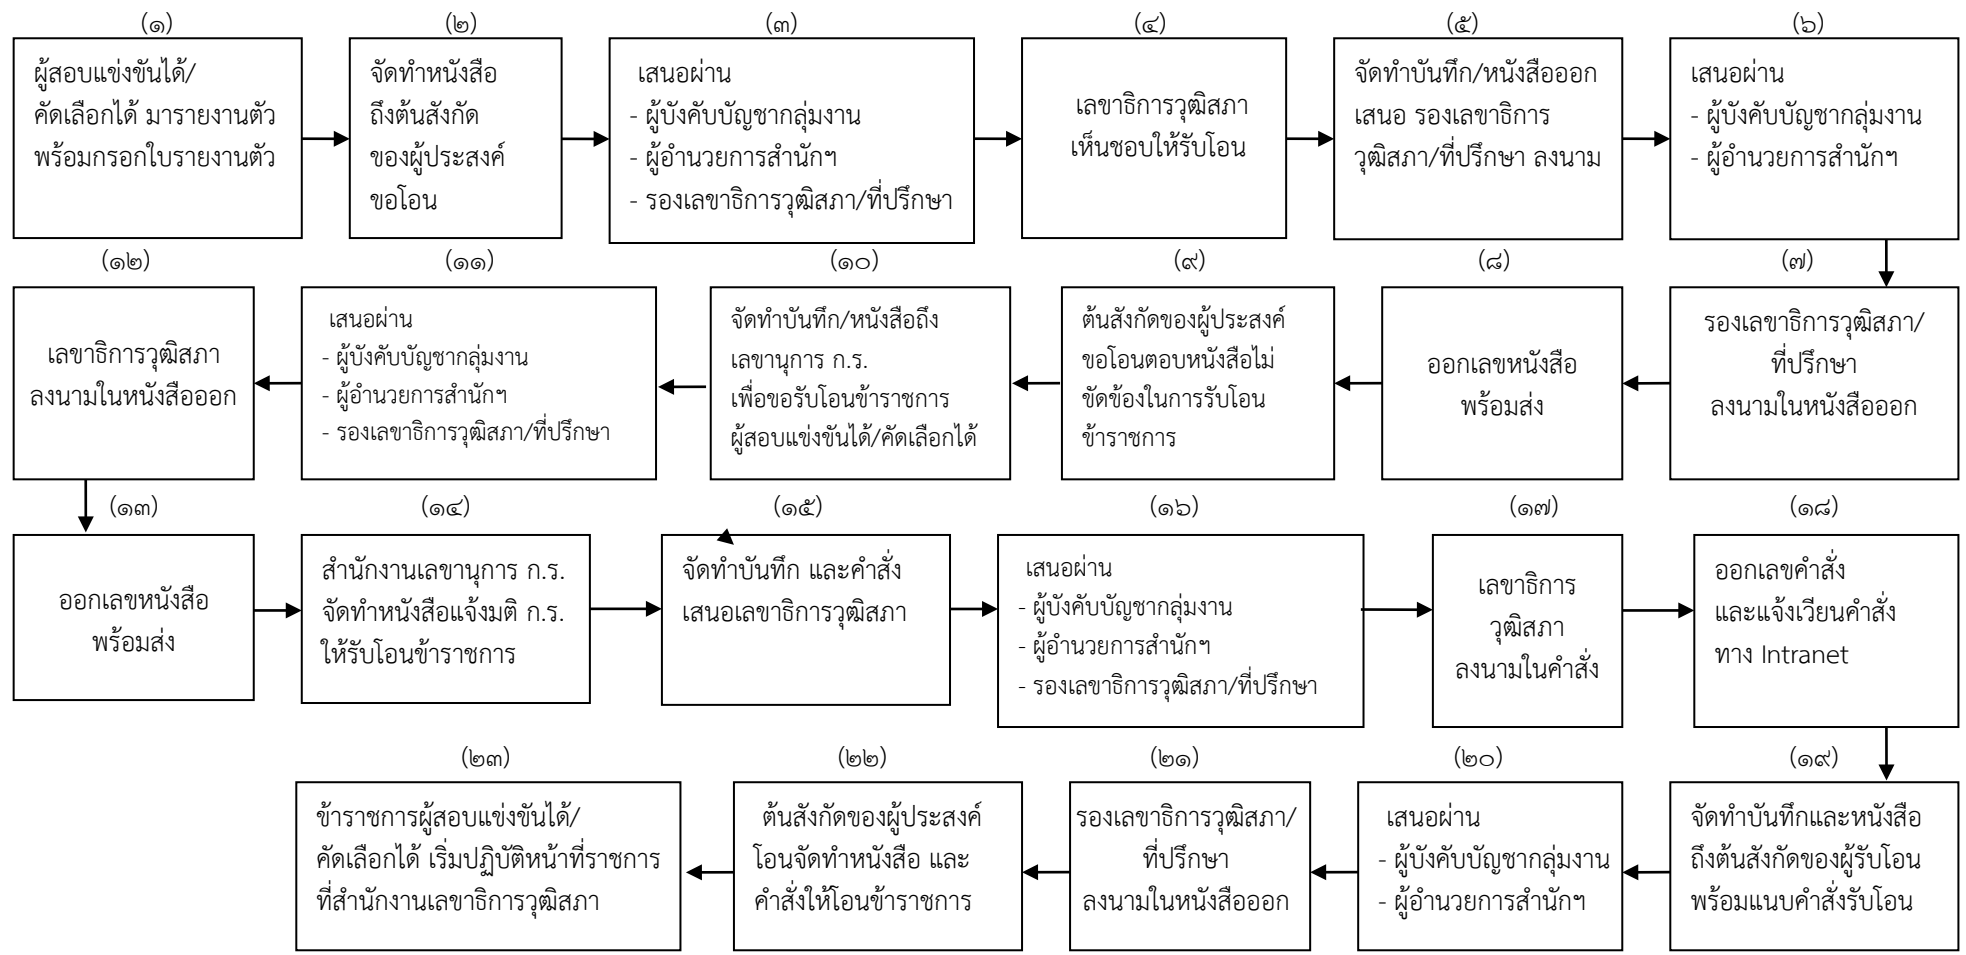 (๑)
ผู้สอบแข่งขันได้/
คัดเลือกได้ มารายงานตัว
พร้อมกรอกใบรายงานตัว
(๒)
จัดทำหนังสือ
ถึงต้นสังกัด
ของผู้ประสงค์
ขอโอน
(๓)
เสนอผ่าน
- ผู้บังคับบัญชากลุ่มงาน
- ผู้อำนวยการสำนักฯ
- รองเลขาธิการวุฒิสภา/ที่ปรึกษา
(๔)
เลขาธิการวุฒิสภา
เห็นชอบให้รับโอน
(๕)
จัดทำบันทึก/หนังสือออก
เสนอ รองเลขาธิการ
วุฒิสภา/ที่ปรึกษา ลงนาม
(๖)
เสนอผ่าน
- ผู้บังคับบัญชากลุ่มงาน
- ผู้อำนวยการสำนักฯ
(๗)
รองเลขาธิการวุฒิสภา/
ที่ปรึกษา
ลงนามในหนังสือออก
(๘)
ออกเลขหนังสือ
พร้อมส่ง
(๙)
ต้นสังกัดของผู้ประสงค์
ขอโอนตอบหนังสือไม่
ขัดข้องในการรับโอน
ข้าราชการ
(๑๐)
จัดทำบันทึก/หนังสือถึง
เลขานุการ ก.ร.
เพื่อขอรับโอนข้าราชการ
ผู้สอบแข่งขันได้/คัดเลือกได้
(๑๑)
เสนอผ่าน
- ผู้บังคับบัญชากลุ่มงาน
- ผู้อำนวยการสำนักฯ
- รองเลขาธิการวุฒิสภา/ที่ปรึกษา
(๑๒)
เลขาธิการวุฒิสภา
ลงนามในหนังสือออก
(๑๓)
ออกเลขหนังสือ
พร้อมส่ง
(๑๔)
สำนักงานเลขานุการ ก.ร.
จัดทำหนังสือแจ้งมติ ก.ร.
ให้รับโอนข้าราชการ
(๑๕)
จัดทำบันทึก และคำสั่ง
เสนอเลขาธิการวุฒิสภา
(๑๖)
เสนอผ่าน
- ผู้บังคับบัญชากลุ่มงาน
- ผู้อำนวยการสำนักฯ
- รองเลขาธิการวุฒิสภา/ที่ปรึกษา
(๑๗)
เลขาธิการ
วุฒิสภา
ลงนามในคำสั่ง
(๑๘)
ออกเลขคำสั่ง
และแจ้งเวียนคำสั่ง
ทาง Intranet
(๑๙)
จัดทำบันทึกและหนังสือ
ถึงต้นสังกัดของผู้รับโอน
พร้อมแนบคำสั่งรับโอน
(๒๐)
เสนอผ่าน
- ผู้บังคับบัญชากลุ่มงาน
- ผู้อำนวยการสำนักฯ
(๒๑)
รองเลขาธิการวุฒิสภา/
ที่ปรึกษา
ลงนามในหนังสือออก
(๒๒)
ต้นสังกัดของผู้ประสงค์
โอนจัดทำหนังสือ และ
คำสั่งให้โอนข้าราชการ
(๒๓)
ข้าราชการผู้สอบแข่งขันได้/
คัดเลือกได้ เริ่มปฏิบัติหน้าที่ราชการ
ที่สำนักงานเลขาธิการวุฒิสภา